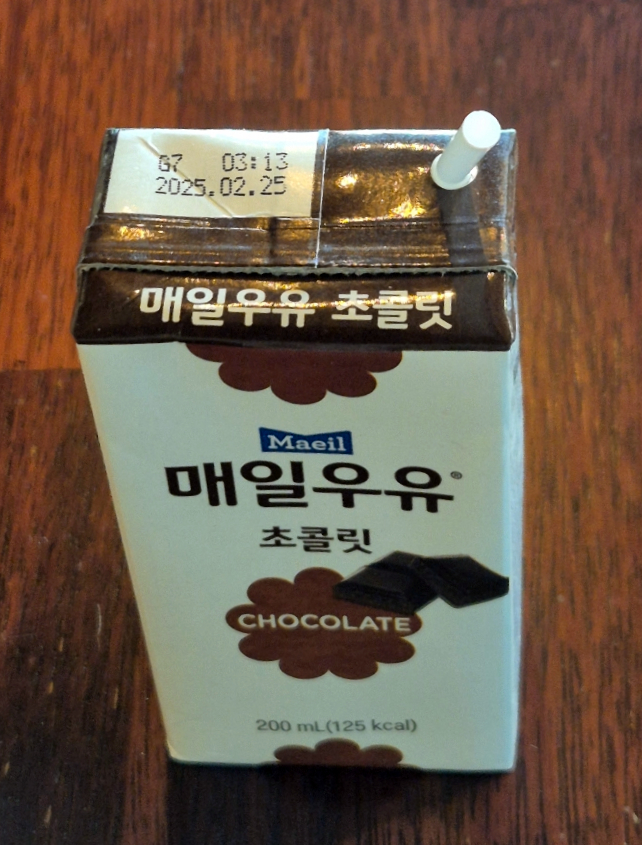 G7 03:13
2025.02.25
매일우유 초콜릿
Maeil
매일우유®
초콜릿
CHOCOLATE
200 mL(125 kcal)